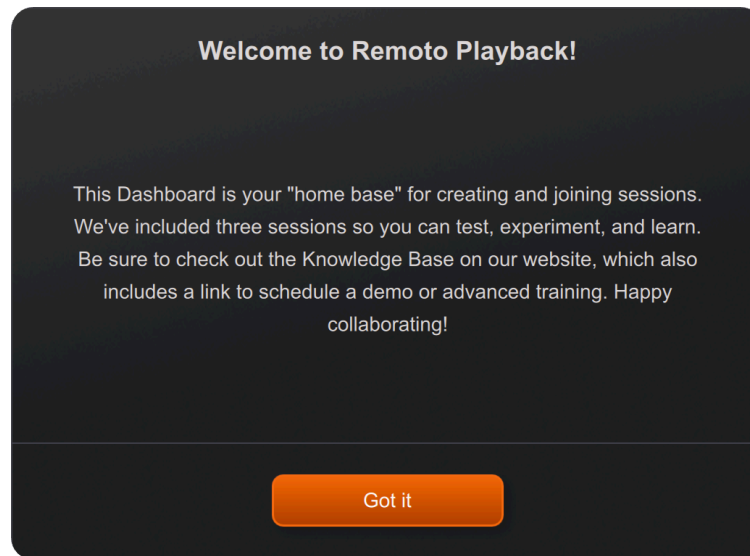 Welcome to Remoto Playback!
This Dashboard is your "home base" for creating and joining sessions.
We've included three sessions so you can test, experiment, and learn.
Be sure to check out the Knowledge Base on our website, which also
includes a link to schedule a demo or advanced training. Happy
collaborating!
Got it